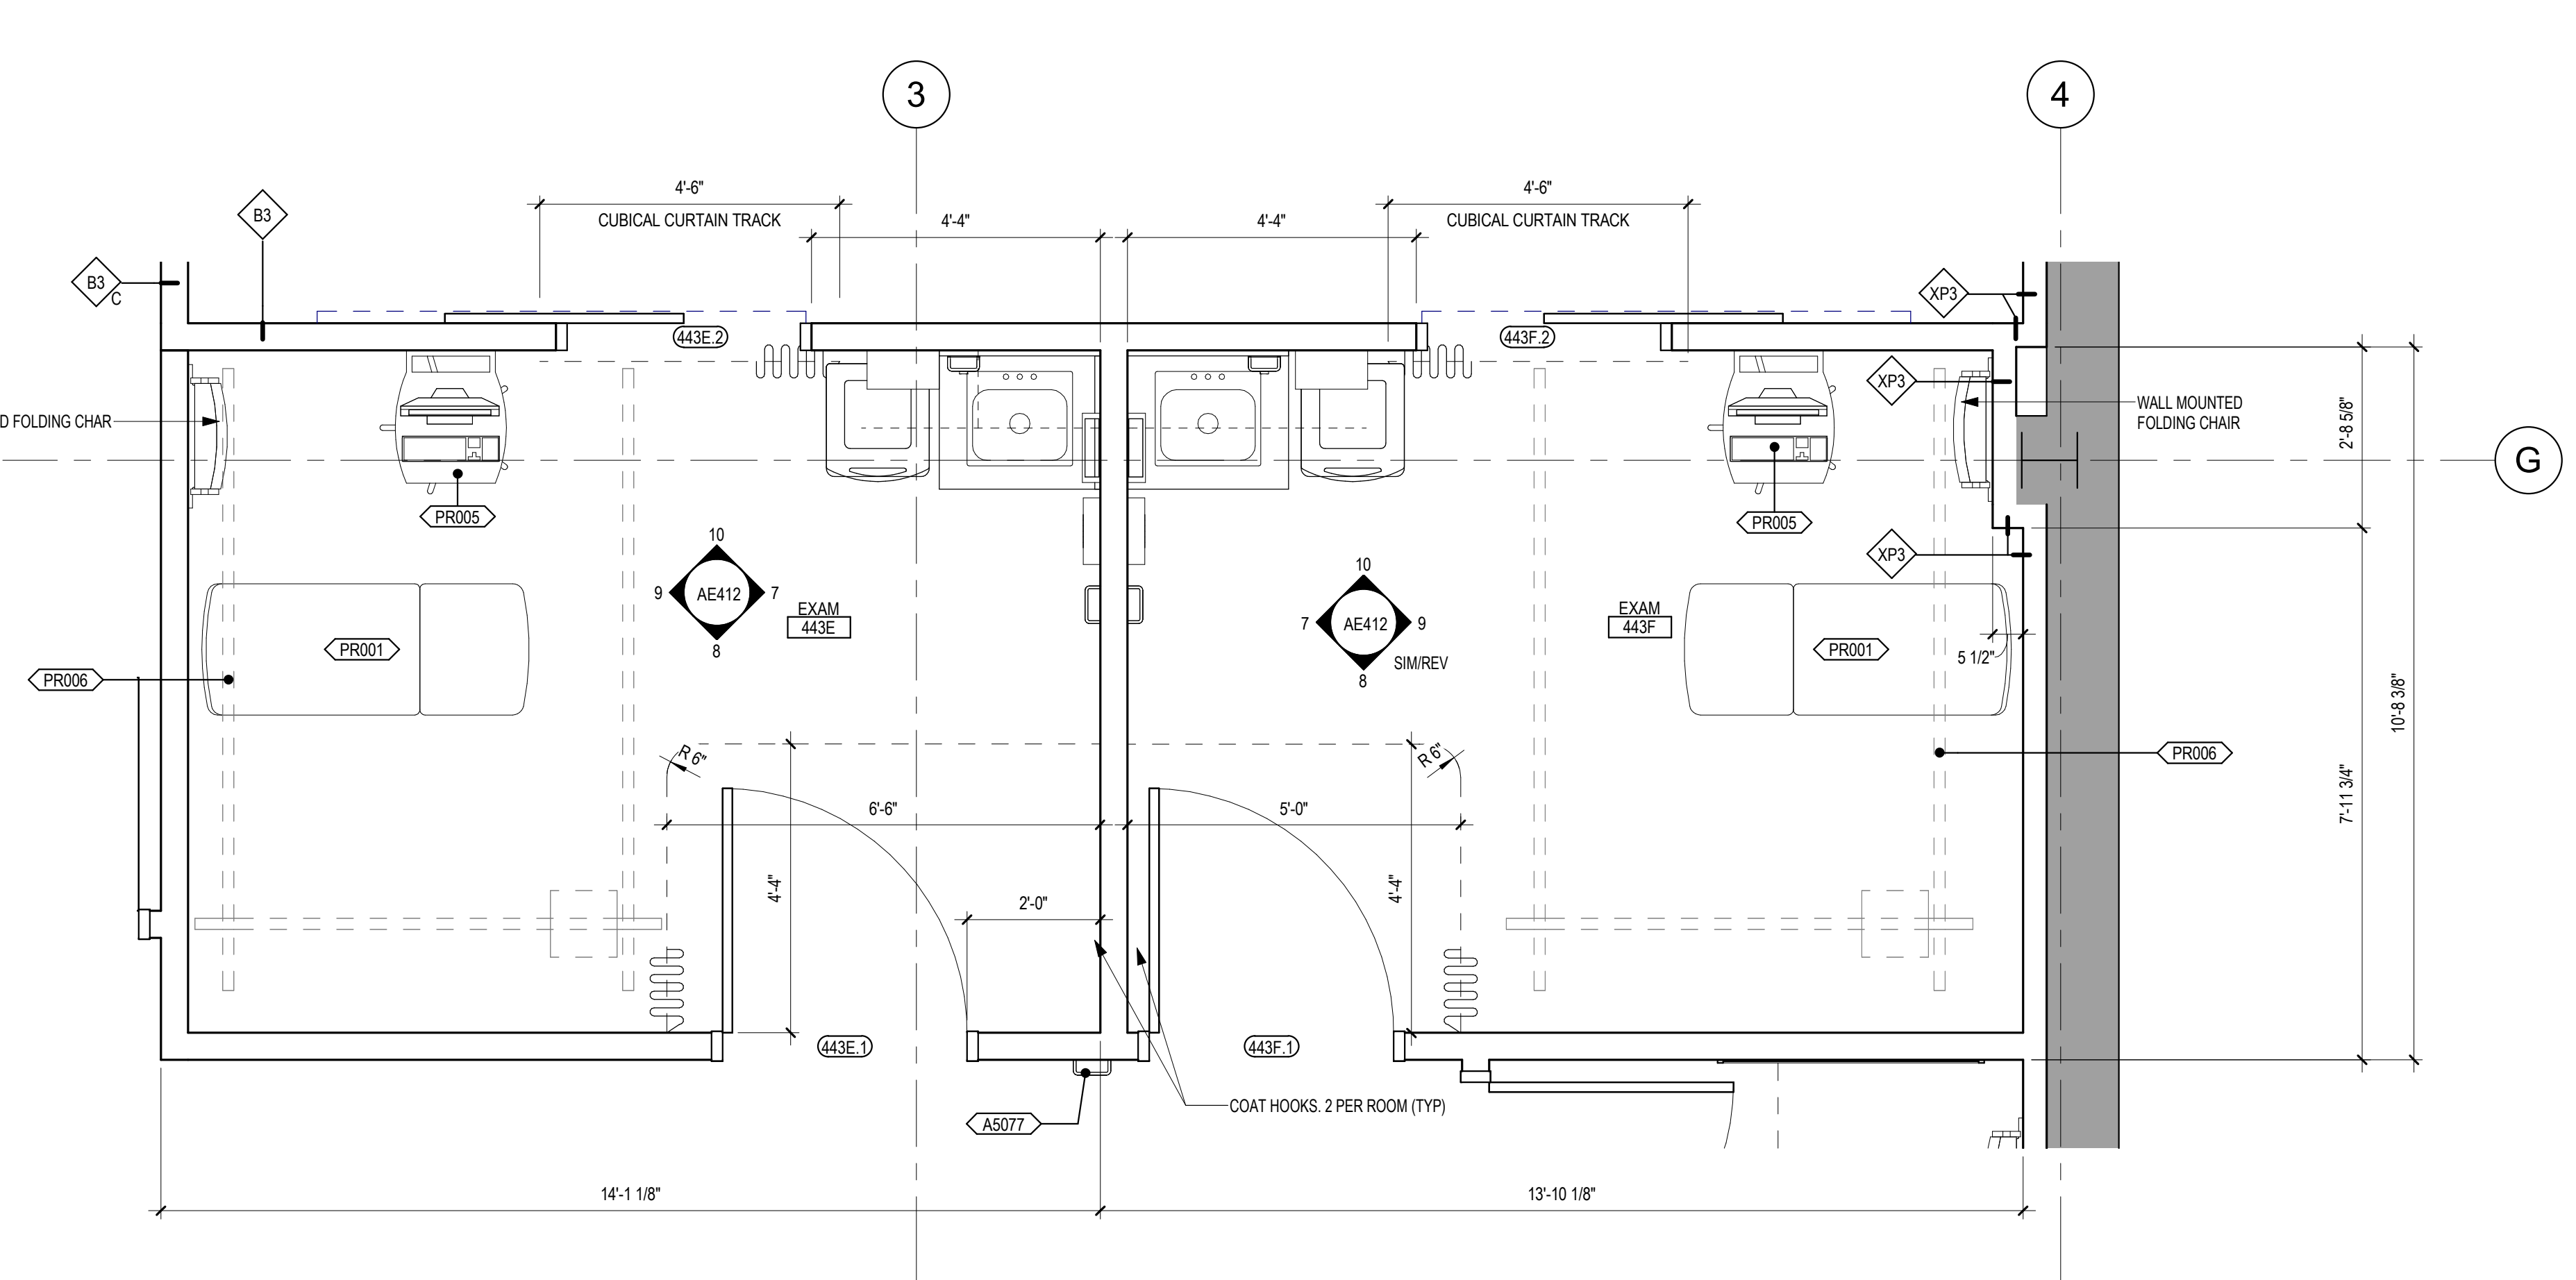 3
4
4'-6"
4'-6"
B3
CUBICAL CURTAIN TRACK
4'-4"
4'-4"
CUBICAL CURTAIN TRACK
B3
C
XP3
443E.2
443F.2
XP3
D FOLDING CHAR
WALL MOUNTED
FOLDING CHAIR
2'-8 5/8"
G
PR005
PR005
10
9
AE412
7
8
EXAM
443E
10
7
AE412
9
8
SIM/REV
EXAM
443F
XP3
PR001
PR001
5 1/2"
PR006
PR006
10'-8 3/8"
R 6"
R 6"
6'-6"
5'-0"
7'-11 3/4"
4'-4"
4'-4"
2'-0"
443E.1
443F.1
A5077
COAT HOOKS. 2 PER ROOM (TYP)
14'-1 1/8"
13'-10 1/8"